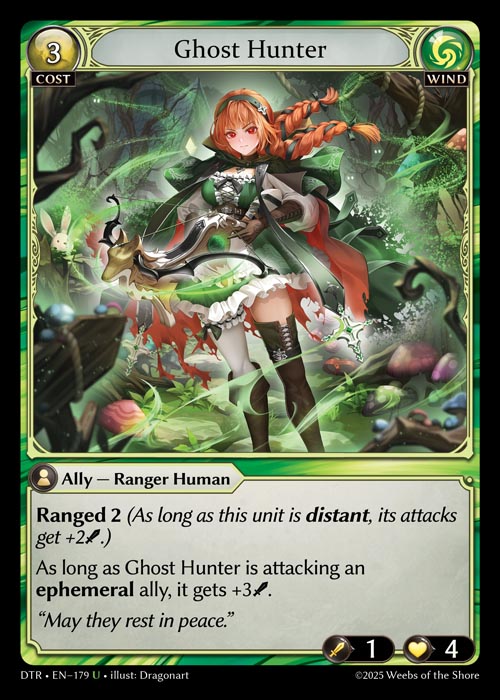 3
Ghost Hunter
COST
WIND
Ally — Ranger Human
Ranged 2 (As long as this unit is distant, its attacks
get +2.)
As long as Ghost Hunter is attacking an
ephemeral ally, it gets +3.
“May they rest in peace.”
1
4
DTR • EN–179 U • illust: Dragonart
©2025 Weebs of the Shore